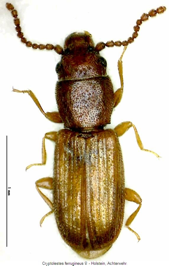 1 mm
Cryptolestes ferrugineus ♀ - Holstein, Achterwehr